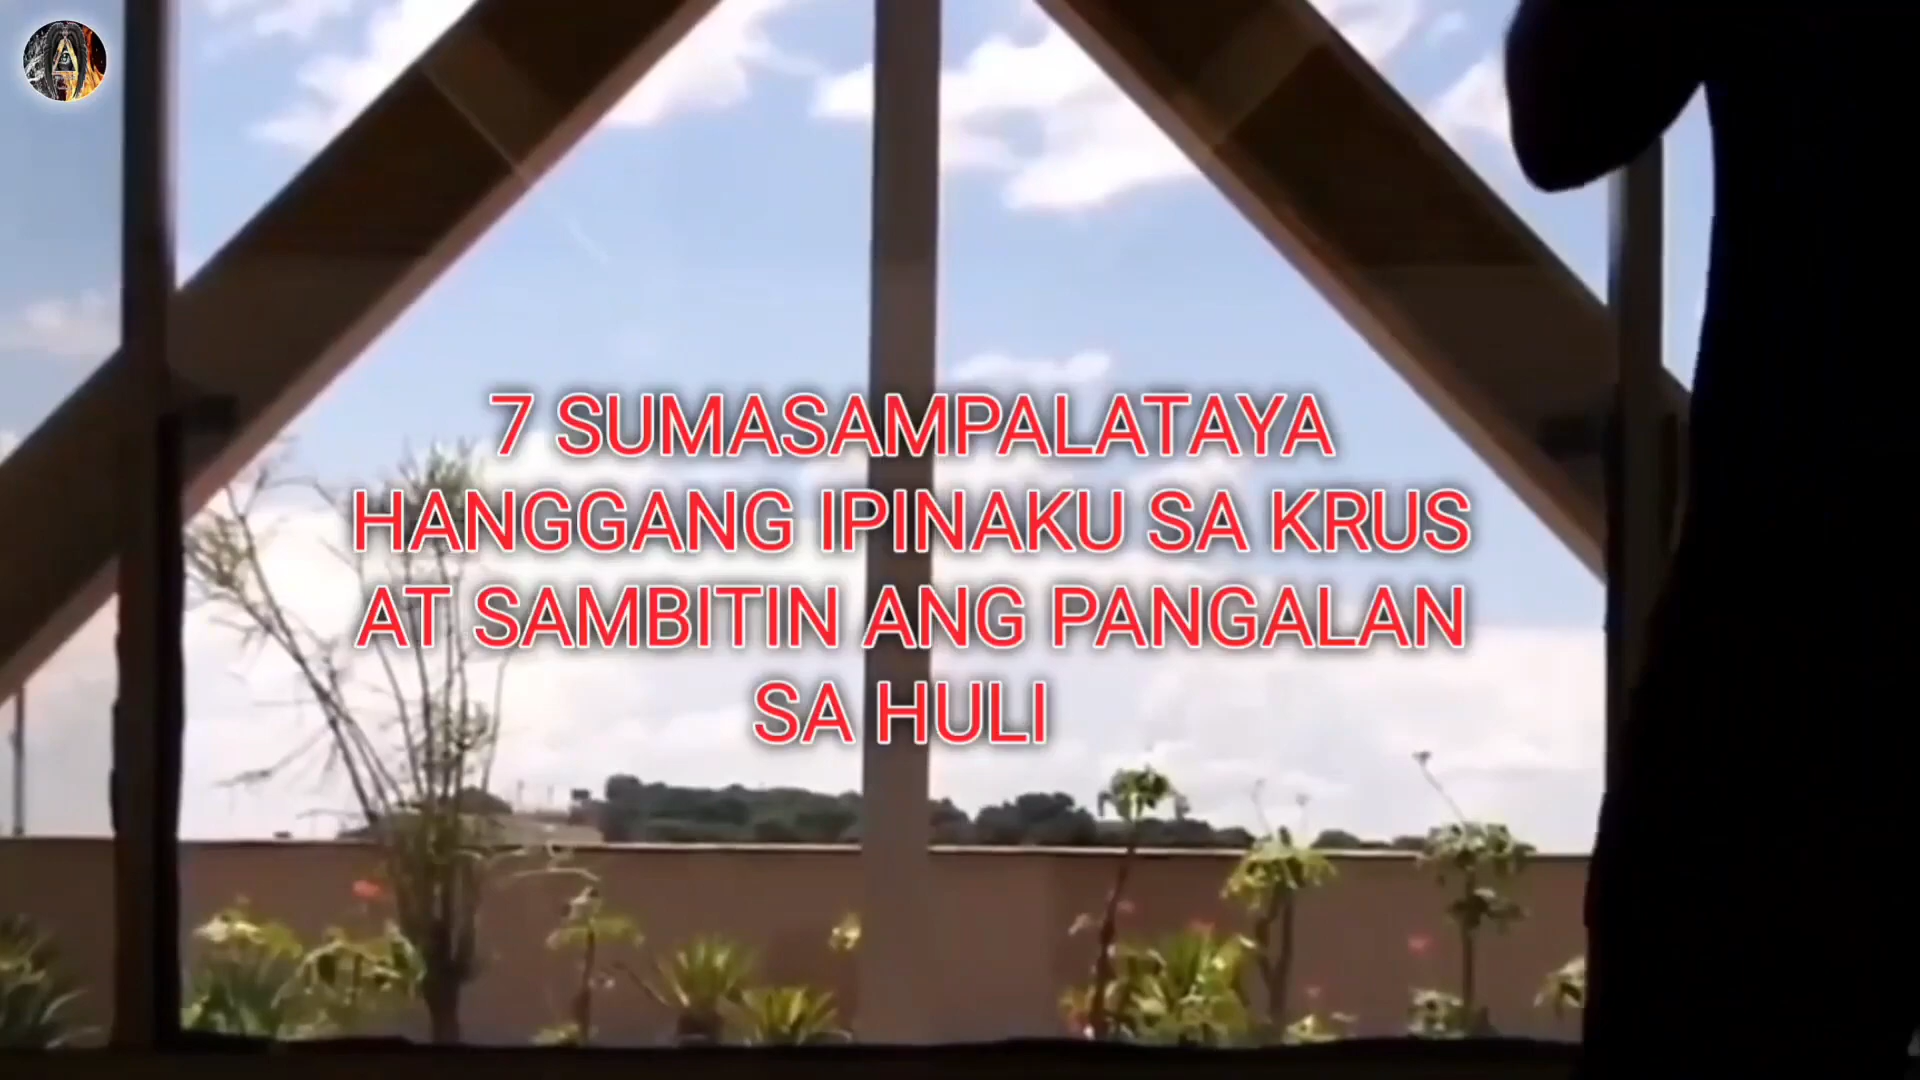 7 SUMASAMPALATAYA
HANGGANG IPINAKU SA KRUS
AT SAMBITIN ANG PANGALAN
SA HULI